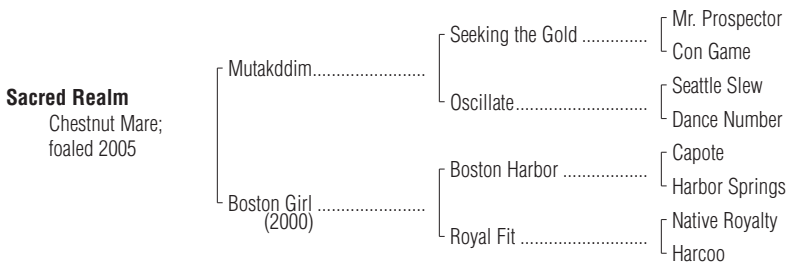 Mr. Prospector
Seeking the Gold ..............
Con Game
Mutakddim........................
Seattle Slew
Oscillate............................
Dance Number
Sacred Realm
Chestnut Mare;
foaled 2005
Capote
Boston Harbor ..................
Harbor Springs
Boston Girl .......................
(2000)
Native Royalty
Royal Fit ...........................
Harcoo